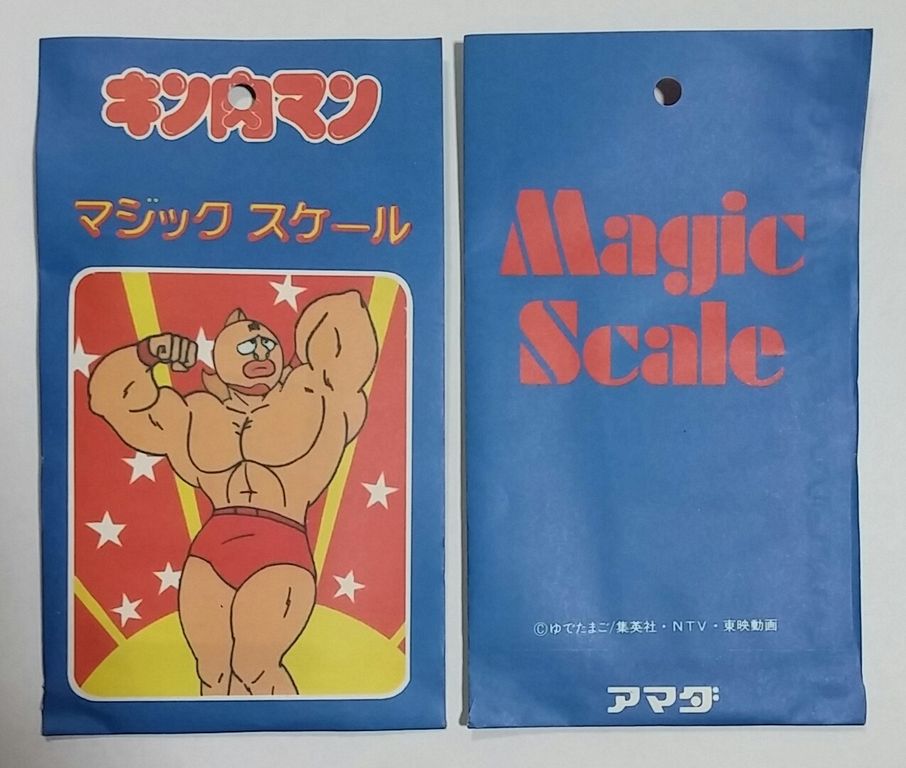 キン肉マン
マジック スケール
Magic
Scale
©ゆでたまご/集英社・NTV・東映動画
アマダ